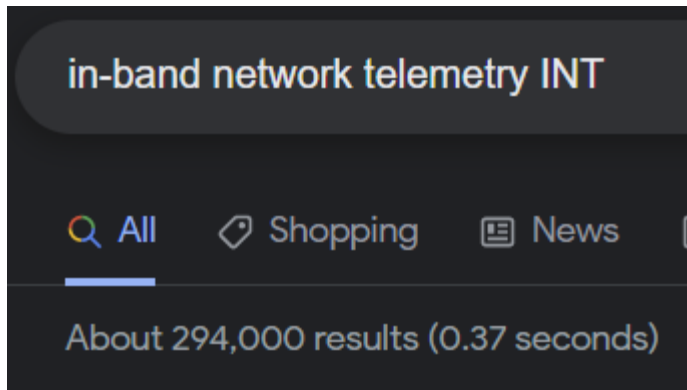 in-band network telemetry INT
All Shopping News
About 294,000 results (0.37 seconds)